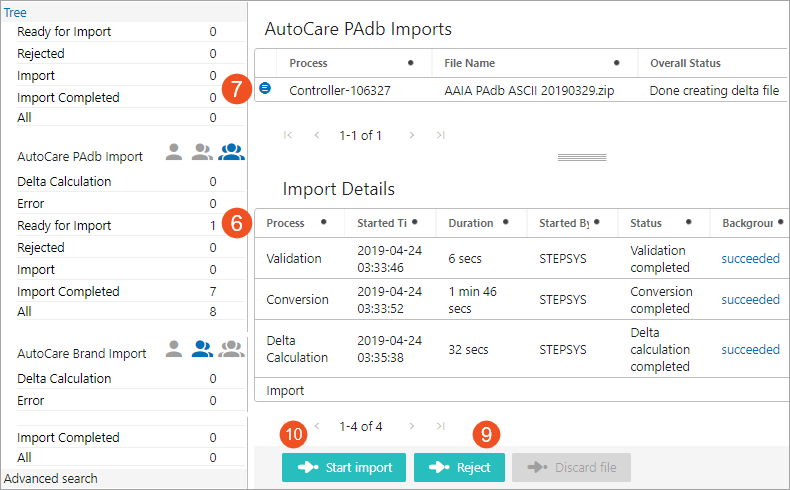 Tree
Ready for Import 0
Rejected 0
Import 0
Import Completed 0
All 0
AutoCare PAdb Import
Delta Calculation 0
Error 0
Ready for Import 1
Rejected 0
Import 0
Import Completed 7
All 8
AutoCare Brand Import
Delta Calculation 0
Error 0
Import Completed 0
All 0
Advanced search
7
6
AutoCare PAdb Imports
Process File Name Overall Status
Controller-106327 AAIA PAdb ASCII 20190329.zip Done creating delta file
1-1 of 1
Import Details
Process Started Ti Duration Started By Status Backgrou
Validation 2019-04-24 03:33:46 6 secs STEPSYS Validation completed succeeded
Conversion 2019-04-24 03:33:52 1 min 46 secs STEPSYS Conversion completed succeeded
Delta Calculation 2019-04-24 03:35:38 32 secs STEPSYS Delta calculation completed succeeded
Import
10
1-4 of 4
9
Start import
Reject
Discard file